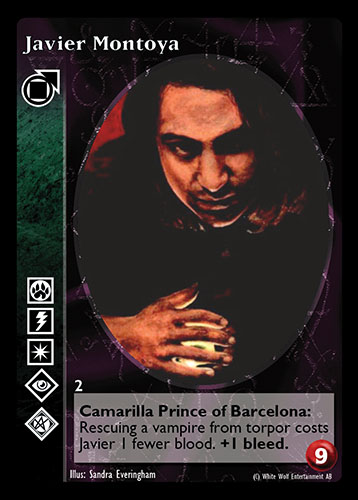 Javier Montoya
2
Camarilla Prince of Barcelona:
Rescuing a vampire from torpor costs
Javier 1 fewer blood. +1 bleed.
9
Illus: Sandra Everingham
(C) White Wolf Entertainment AB